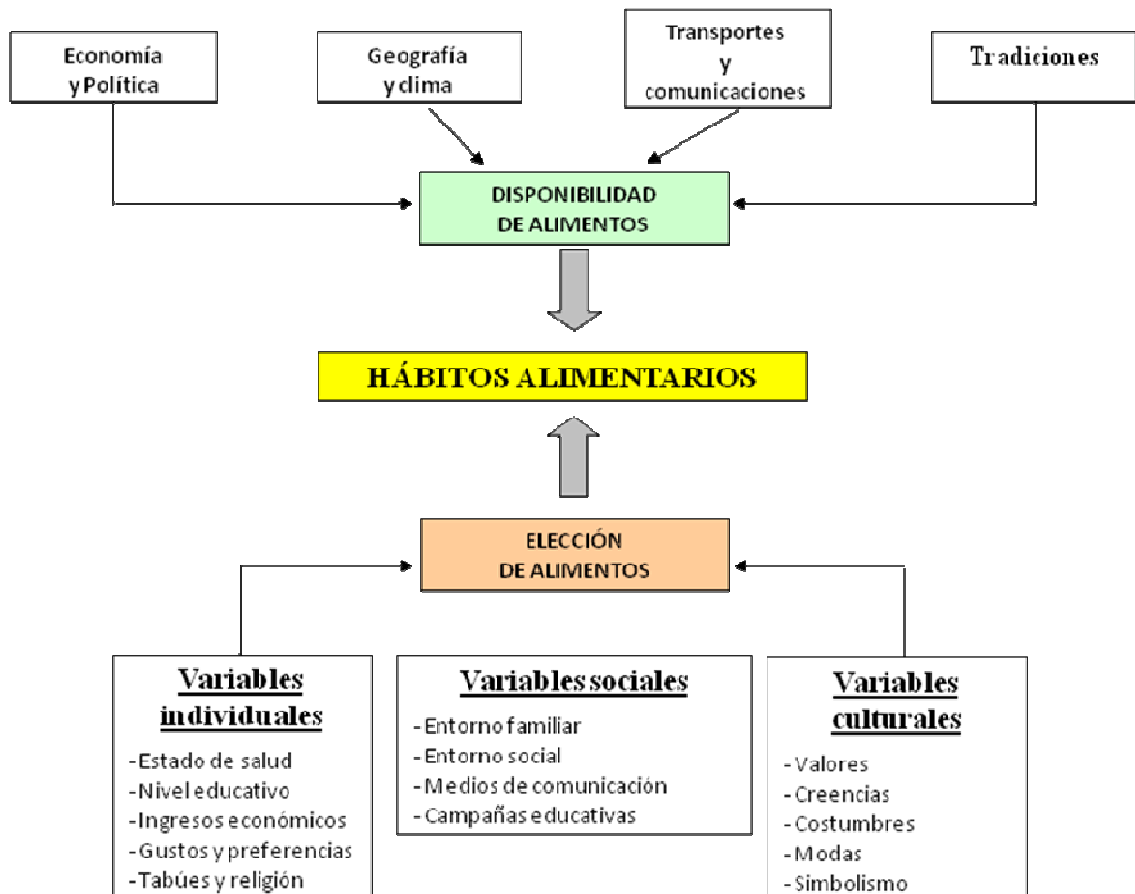 Economía
y Política
Geografía
y clima
Transportes
y
comunicaciones
Tradiciones
DISPONIBILIDAD
DE ALIMENTOS
HÁBITOS ALIMENTARIOS
ELECCIÓN
DE ALIMENTOS
Variables
individuales
-Estado de salud
-Nivel educativo
-Ingresos económicos
-Gustos y preferencias
-Tabúes y religión
Variables sociales
-Entorno familiar
-Entorno social
-Medios de comunicación
-Campañas educativas
Variables
culturales
-Valores
-Creencias
-Costumbres
-Modas
-Simbolismo